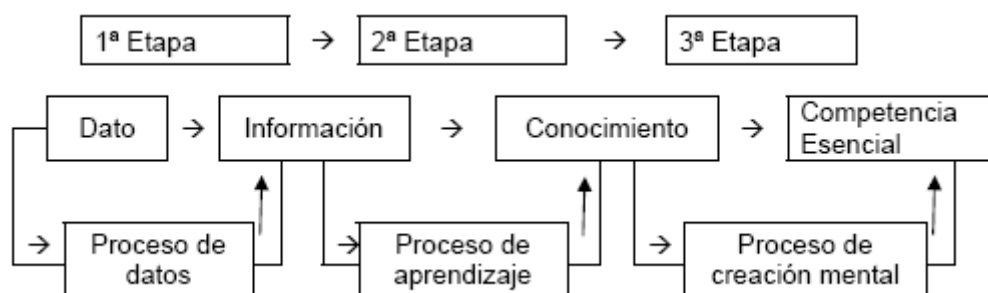 1ª Etapa → 2ª Etapa → 3ª Etapa
Dato → Información → Conocimiento → Competencia
Esencial
→ Proceso de
datos
→ Proceso de
aprendizaje
→ Proceso de
creación mental